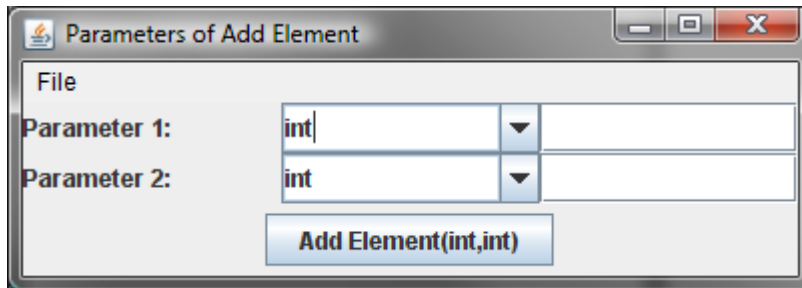 Parameters of Add Element
File
Parameter 1: int
Parameter 2: int
Add Element(int,int)